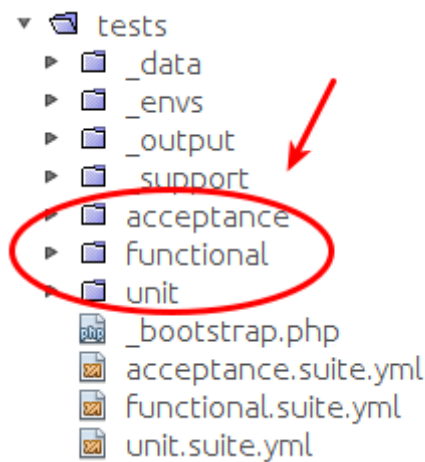 tests
_data
_envs
_output
_support
acceptance
functional
unit
php _bootstrap.php
acceptance.suite.yml
functional.suite.yml
unit.suite.yml